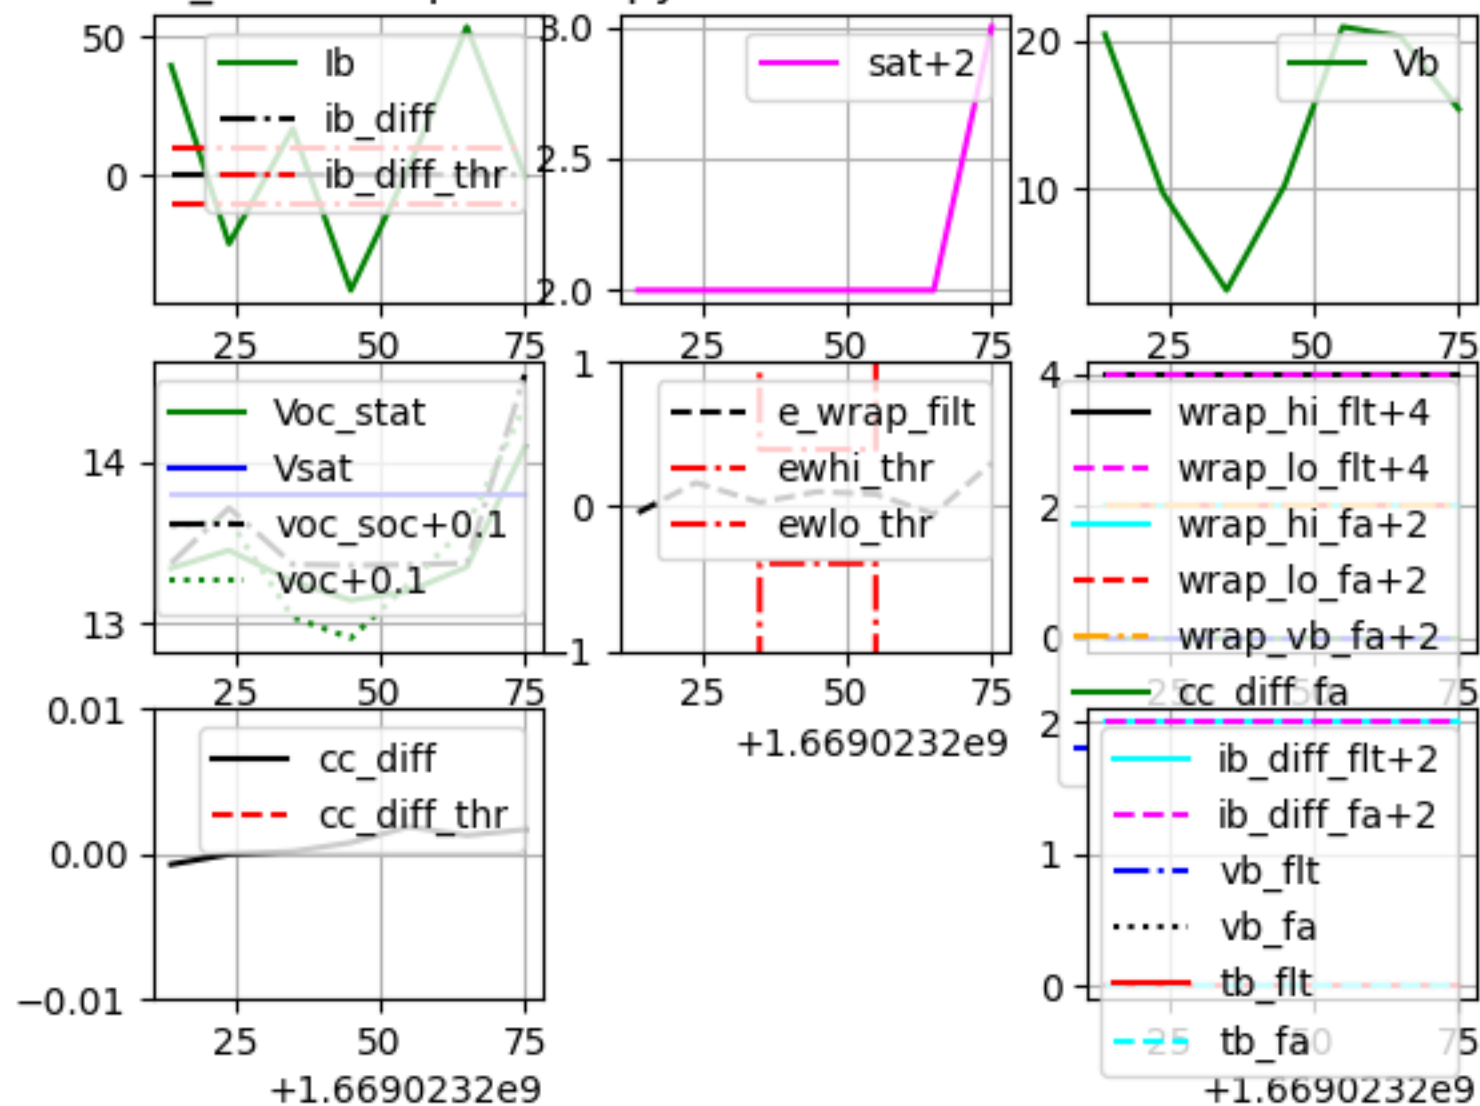 50
0
Ib
ib_diff
ib_diff_thr
25 50 75
3.0
2.5
2.0
sat+2
25 50 75
20
10
Vb
25 50 75
14
13
Voc_stat
Vsat
voc_soc+0.1
voc+0.1
25 50 75
1
0
−1
e_wrap_filt
ewhi_thr
ewlo_thr
25 50 75
+1.6690232e9
4
2
0
wrap_hi_flt+4
wrap_lo_flt+4
wrap_hi_fa+2
wrap_lo_fa+2
wrap_vb_fa+2
cc_diff_fa
25 50 75
0.01
0.00
−0.01
cc_diff
cc_diff_thr
25 50 75
+1.6690232e9
2
1
0
ib_diff_flt+2
ib_diff_fa+2
vb_flt
vb_fa
tb_flt
tb_fa
25 50 75
+1.6690232e9